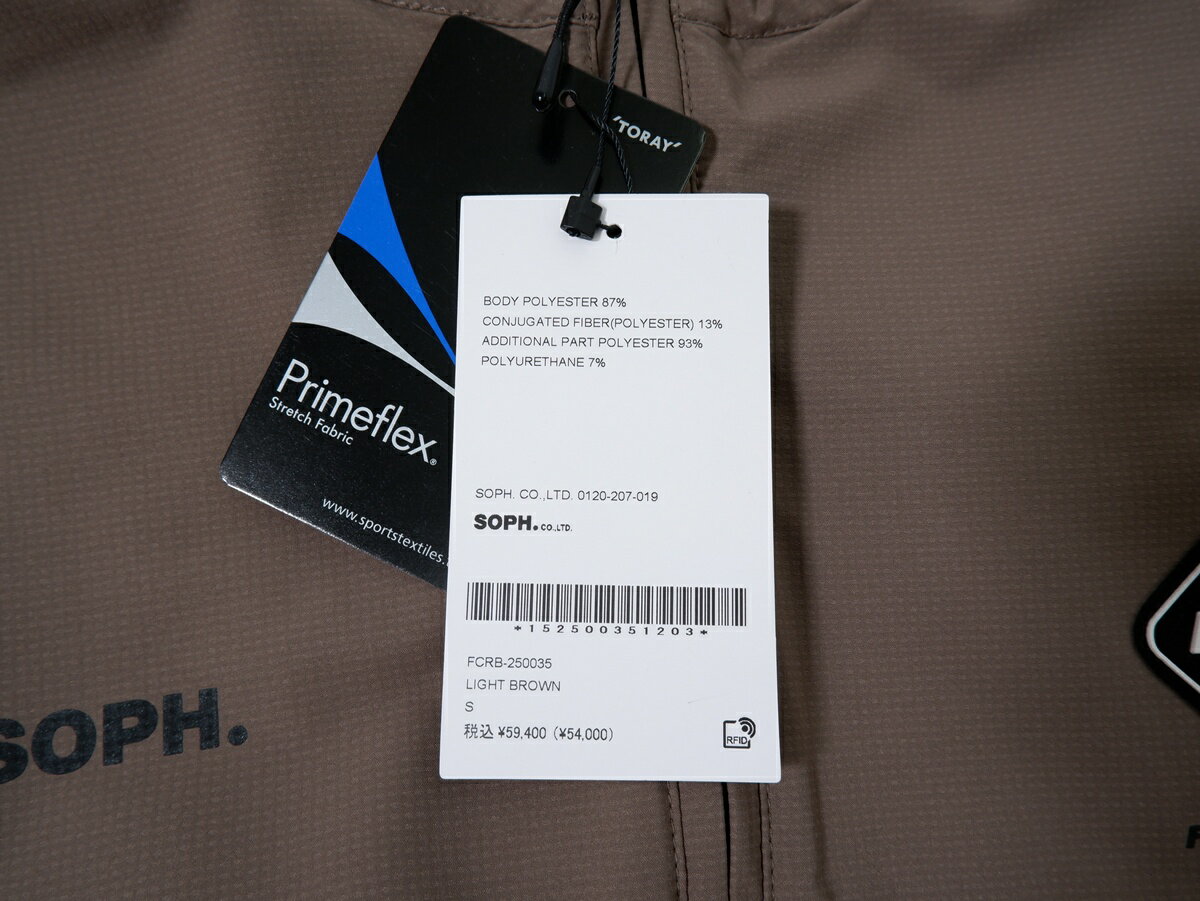 'TORAY'
Primeflex®
Stretch Fabric
www.sportstextiles.
BODY POLYESTER 87%
CONJUGATED FIBER(POLYESTER) 13%
ADDITIONAL PART POLYESTER 93%
POLYURETHANE 7%
SOPH. CO.,LTD. 0120-207-019
SOPH.CO.,LTD.
*152500351203*
FCRB-250035
LIGHT BROWN
S
税込 ¥59,400 (¥54,000)
RFID
SOPH.